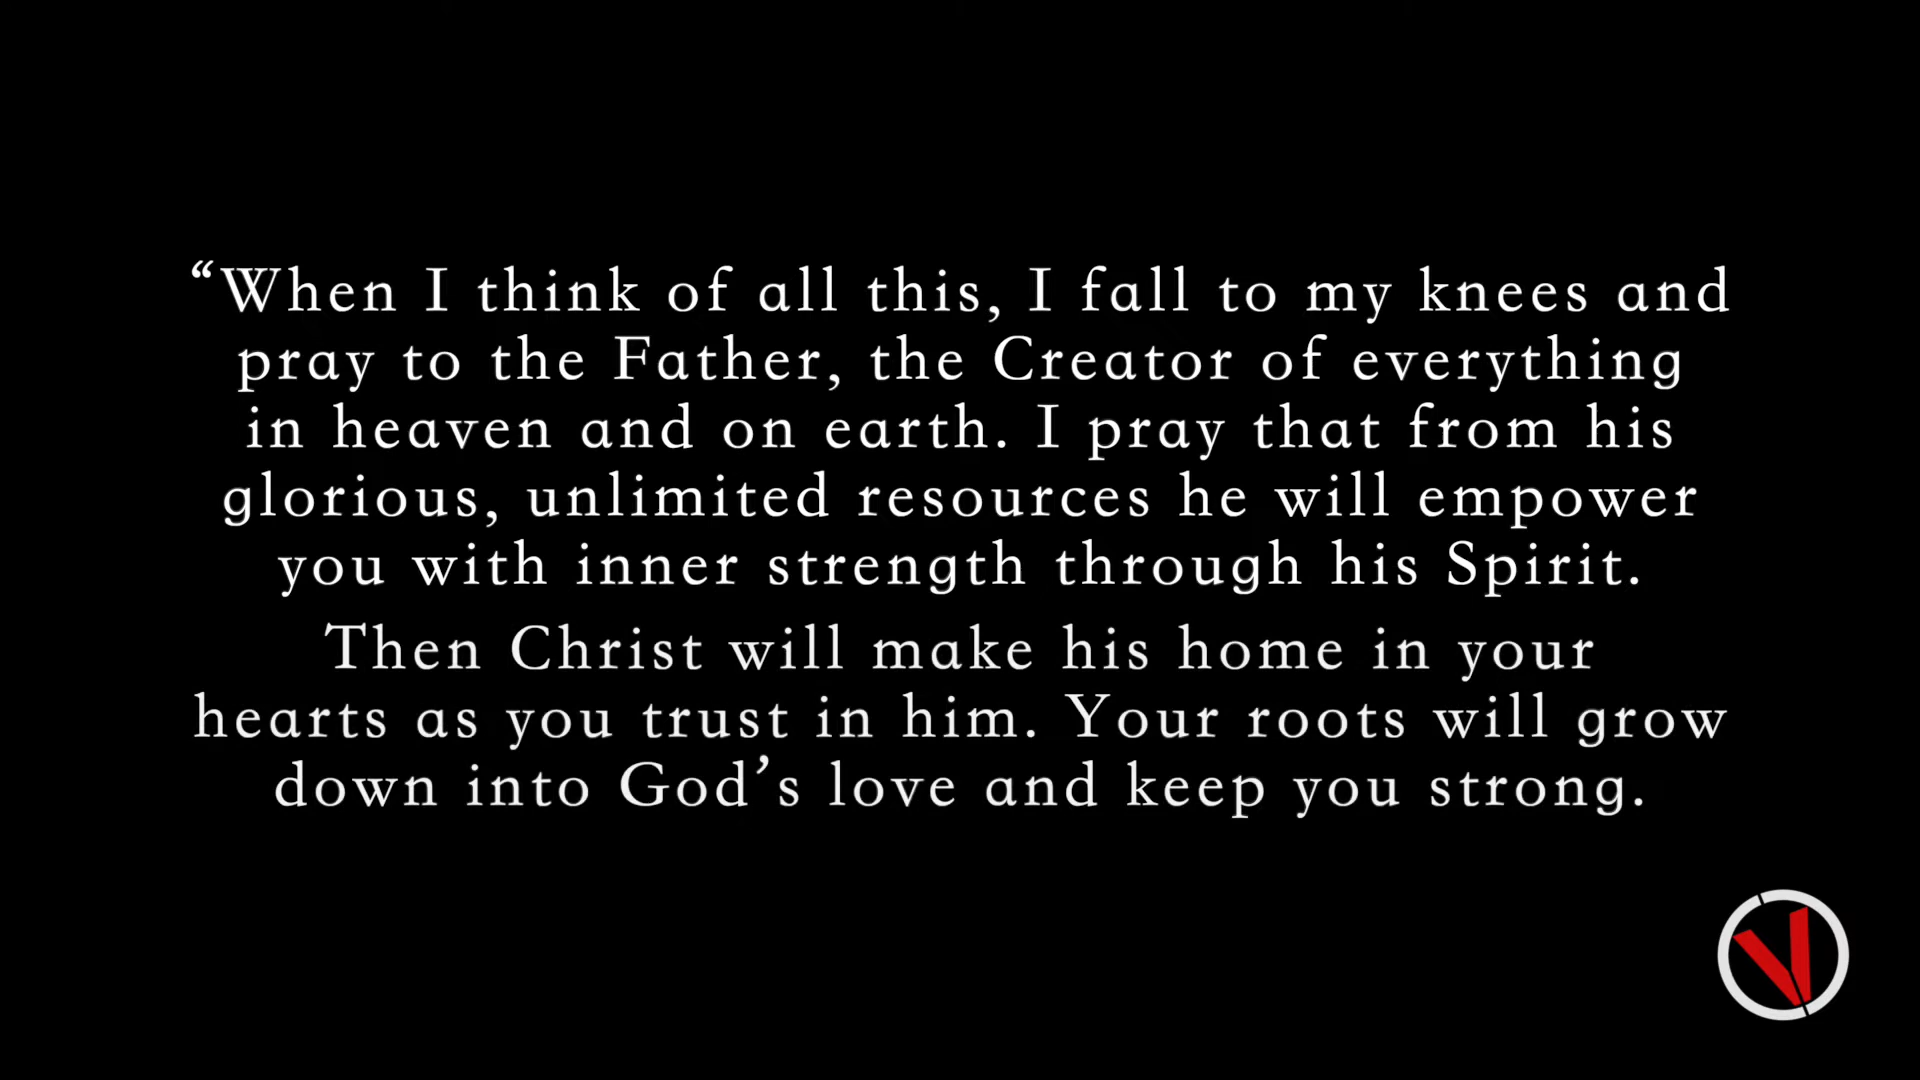 “When I think of all this, I fall to my knees and
pray to the Father, the Creator of everything
in heaven and on earth. I pray that from his
glorious, unlimited resources he will empower
you with inner strength through his Spirit.
Then Christ will make his home in your
hearts as you trust in him. Your roots will grow
down into God’s love and keep you strong.
V